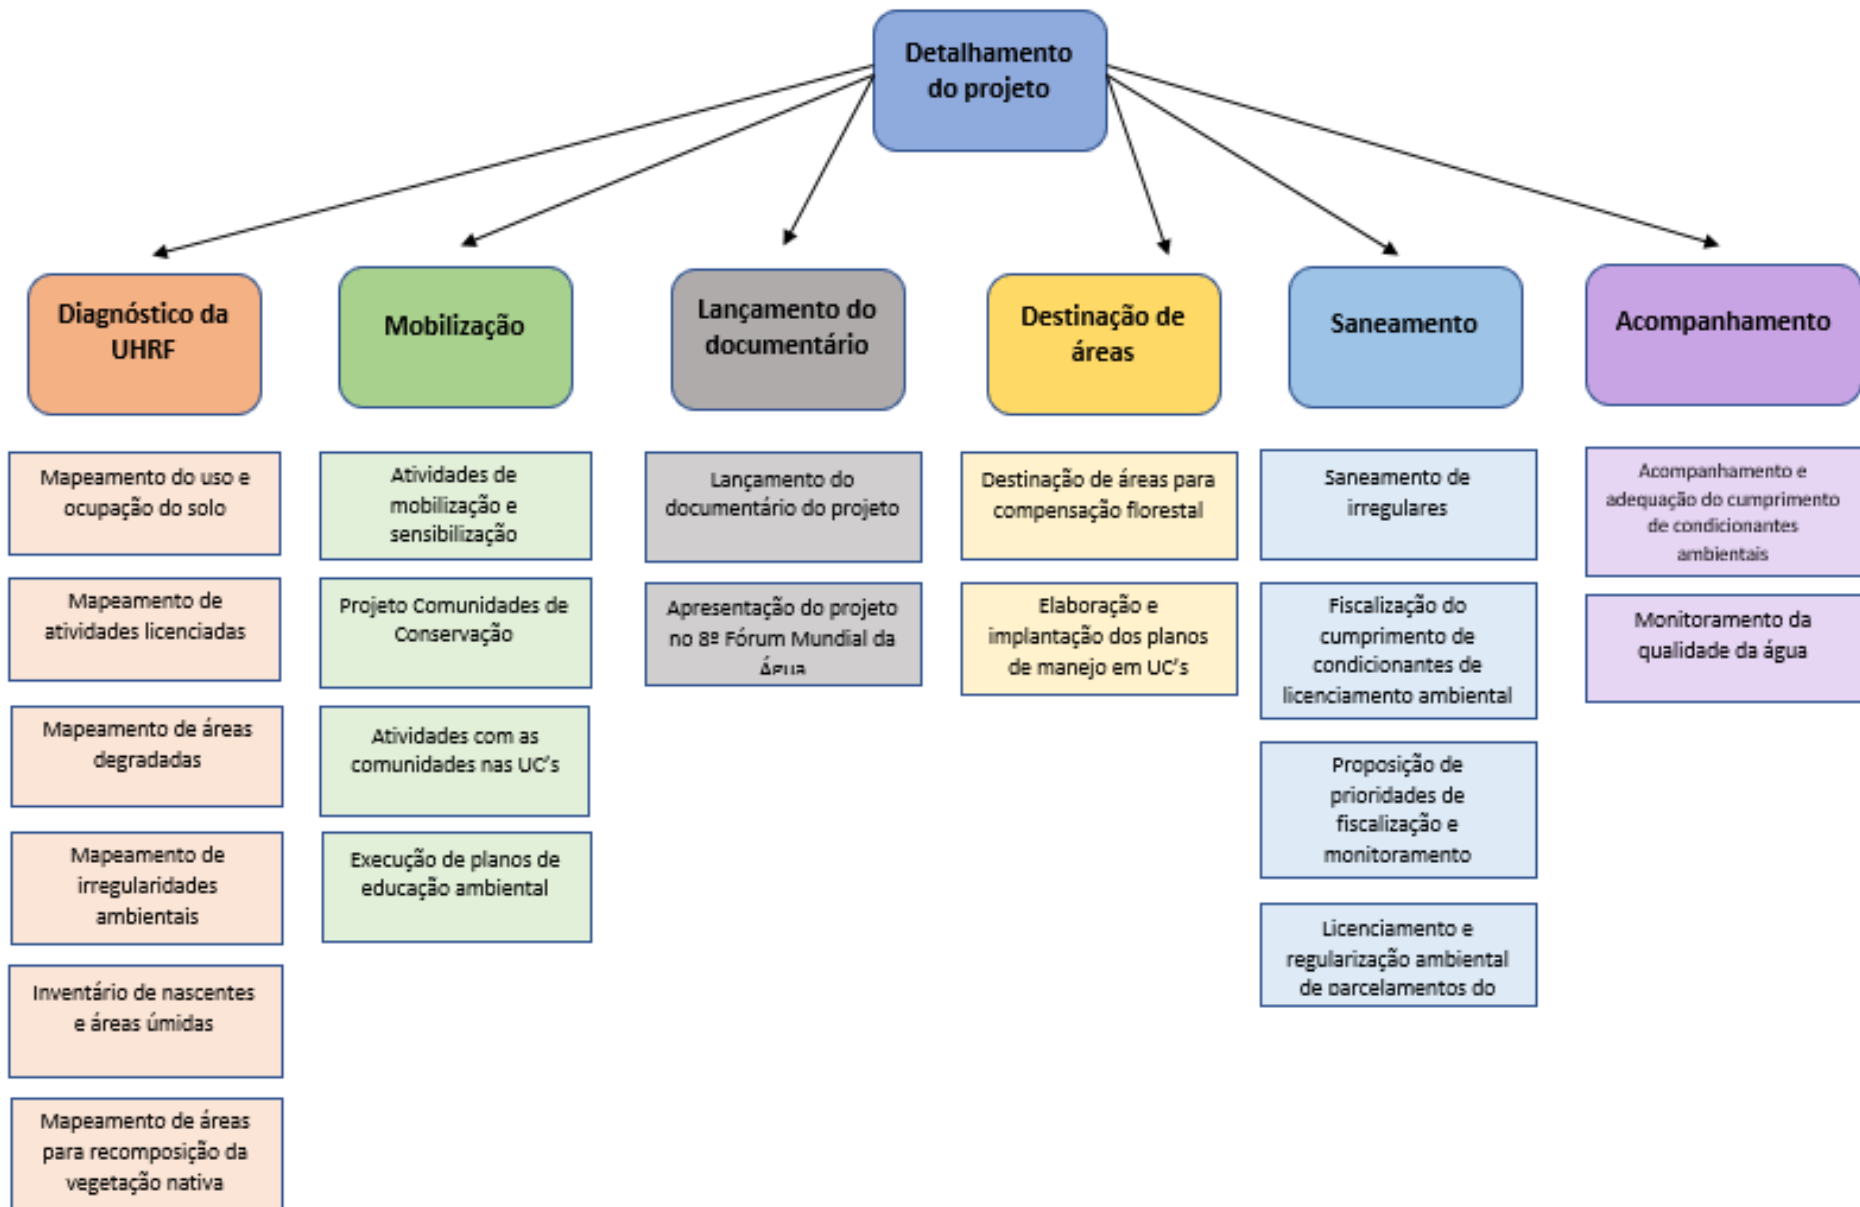 Detalhamento
do projeto
Diagnóstico da
UHRF
Mobilização
Lançamento do
documentário
Destinação de
áreas
Saneamento
Acompanhamento
Mapeamento do uso e
ocupação do solo
Mapeamento de
atividades licenciadas
Mapeamento de áreas
degradadas
Mapeamento de
irregularidades
ambientais
Inventário de nascentes
e áreas úmidas
Mapeamento de áreas
para recomposição da
vegetação nativa
Atividades de
mobilização e
sensibilização
Projeto Comunidades de
Conservação
Atividades com as
comunidades nas UC's
Execução de planos de
educação ambiental
Lançamento do
documentário do projeto
Apresentação do projeto
no 8º Fórum Mundial da
Água
Destinação de áreas para
compensação florestal
Elaboração e
implantação dos planos
de manejo em UC's
Saneamento de
irregulares
Fiscalização do
cumprimento de
condicionantes de
licenciamento ambiental
Proposição de
prioridades de
fiscalização e
monitoramento
Licenciamento e
regularização ambiental
de parcelamentos do
Acompanhamento e
adequação do cumprimento
de condicionantes
ambientais
Monitoramento da
qualidade da água